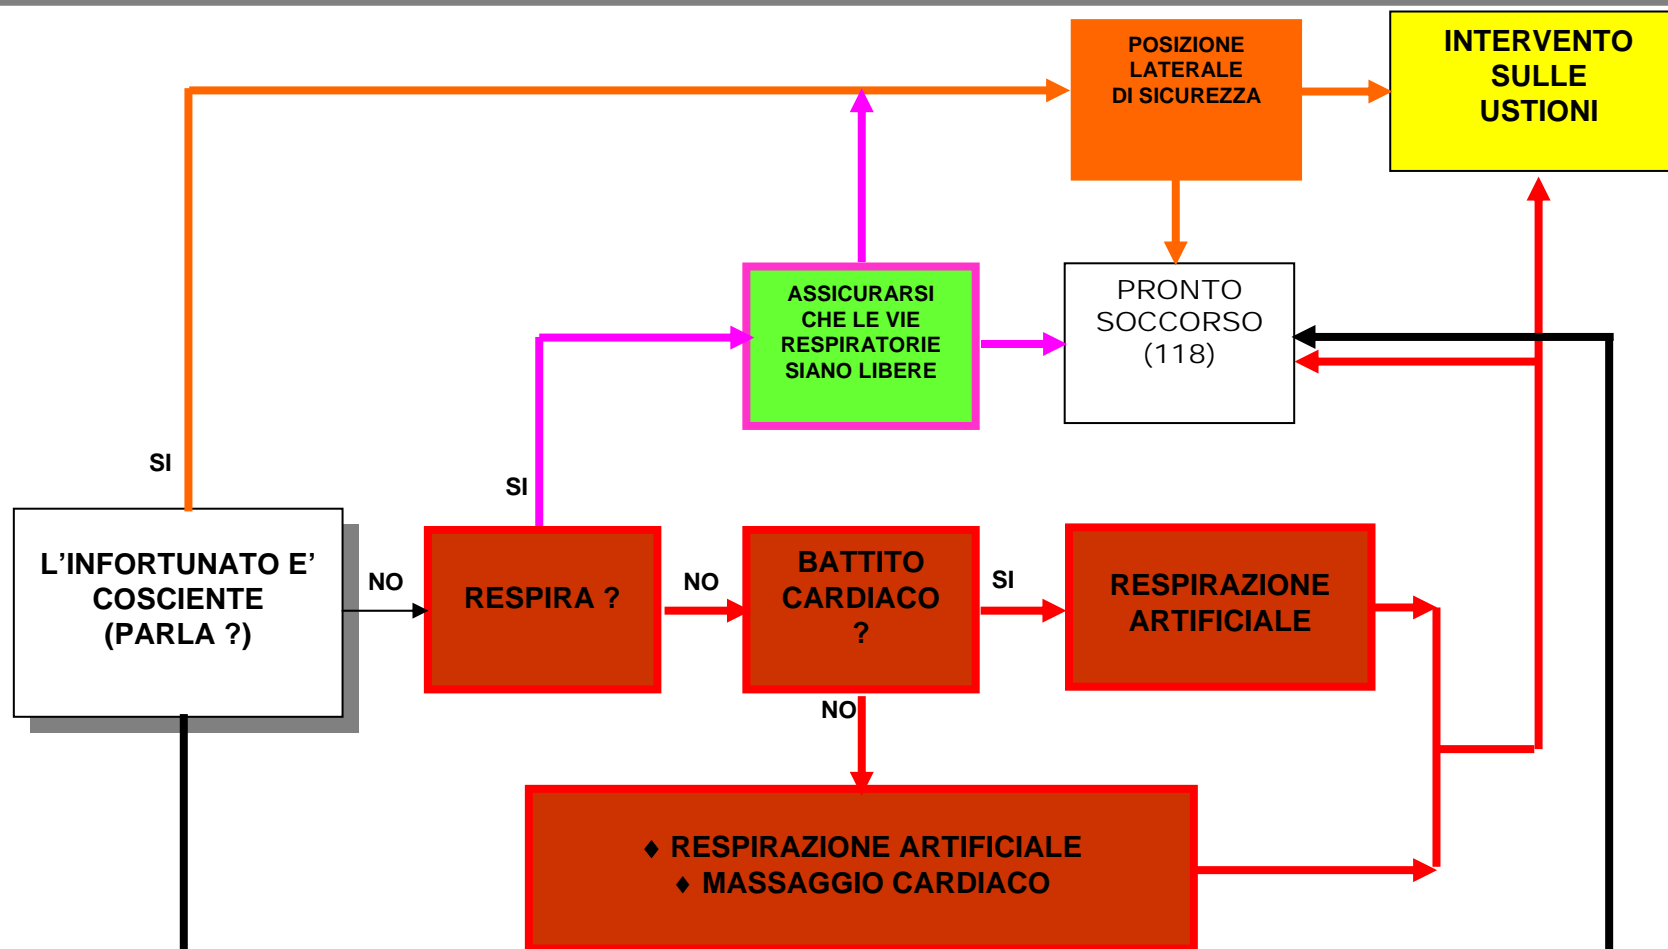 POSIZIONE
LATERALE
DI SICUREZZA
INTERVENTO
SULLE
USTIONI
ASSICURARSI
CHE LE VIE
RESPIRATORIE
SIANO LIBERE
PRONTO
SOCCORSO
(118)
SI
SI
L'INFORTUNATO E'
COSCIENTE
(PARLA ?)
NO
RESPIRA ?
NO
BATTITO
CARDIACO
?
SI
RESPIRAZIONE
ARTIFICIALE
NO
♦ RESPIRAZIONE ARTIFICIALE
♦ MASSAGGIO CARDIACO